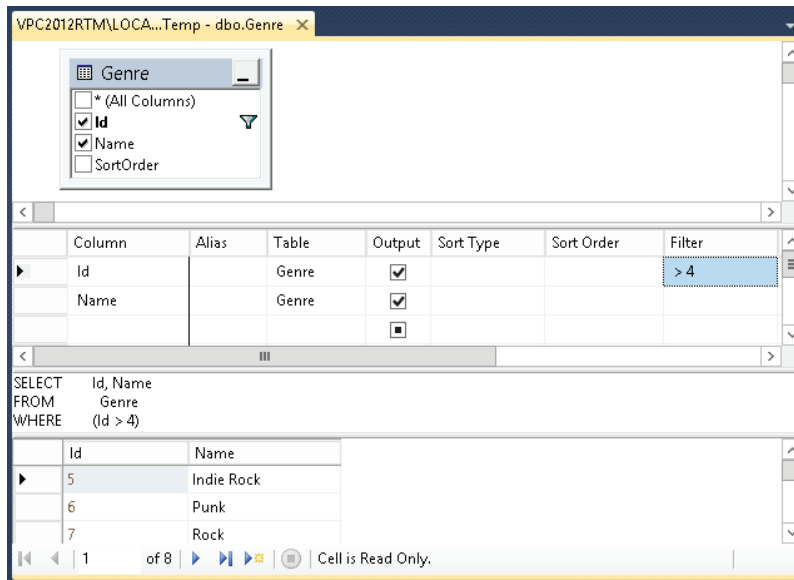 VPC2012RTM\LOCA...Temp - dbo.Genre
Genre
* (All Columns)
Id
Name
SortOrder
Column Alias Table Output Sort Type Sort Order Filter
Id Genre > 4
Name Genre
SELECT Id, Name
FROM Genre
WHERE (Id > 4)
Id Name
5 Indie Rock
6 Punk
7 Rock
1 of 8 Cell is Read Only.